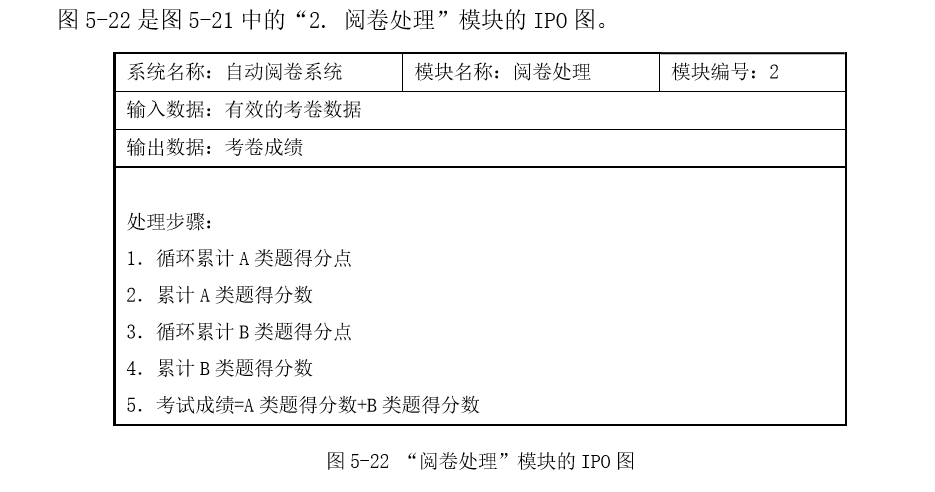 图 5-22 是图 5-21 中的“2. 阅卷处理”模块的 IPO 图。
系统名称：自动阅卷系统 模块名称：阅卷处理 模块编号：2
输入数据：有效的考卷数据
输出数据：考卷成绩
处理步骤：
1. 循环累计 A 类题得分点
2. 累计 A 类题得分数
3. 循环累计 B 类题得分点
4. 累计 B 类题得分数
5. 考试成绩=A 类题得分数+B 类题得分数
图 5-22 “阅卷处理”模块的 IPO 图